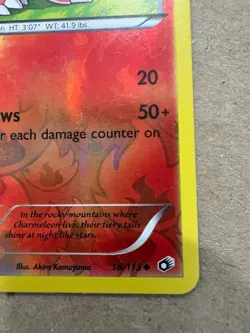 HT: 3'07" WT: 41.9 lbs.
20
ws 50+
r each damage counter on
In the rocky mountains where
Charmeleon live, their fiery tails
shine at night like stars.
Illus. Akira Komayama 18/113